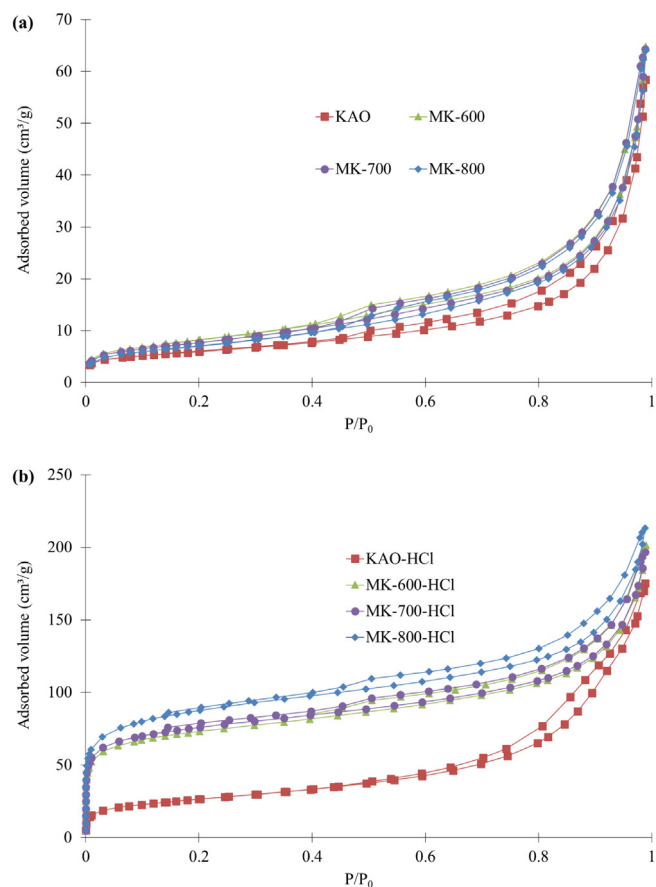 (a)
70
60
50
40
30
20
10
0
Adsorbed volume (cm³/g)
KAO MK-600
MK-700 MK-800
0 0.2 0.4 0.6 0.8 1
P/P₀
(b)
250
200
150
100
50
0
Adsorbed volume (cm³/g)
KAO-HCl
MK-600-HCl
MK-700-HCl
MK-800-HCl
0 0.2 0.4 0.6 0.8 1
P/P₀